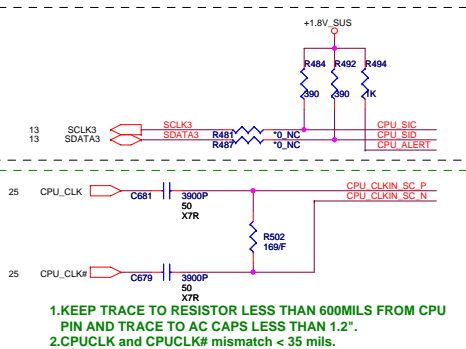 +1.8V_SUS
R484 R492 R494
390 390 1K
13 SCLK3 SCLK3 CPU_SIC
13 SDATA3 SDATA3 R481 *0_NC CPU_SID
R487 *0_NC CPU_ALERT
25 CPU_CLK C681 3900P CPU_CLKIN_SC_P
50 CPU_CLKIN_SC_N
X7R
R502
169/F
25 CPU_CLK# C679 3900P
50
X7R
1.KEEP TRACE TO RESISTOR LESS THAN 600MILS FROM CPU
PIN AND TRACE TO AC CAPS LESS THAN 1.2".
2.CPUCLK and CPUCLK# mismatch < 35 mils.